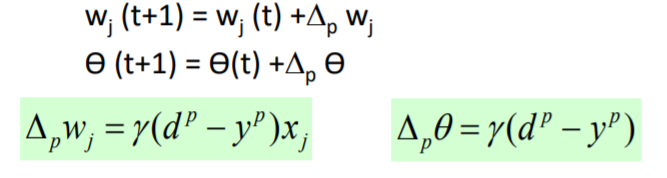 wⱼ (t+1) = wⱼ (t) +Δₚ wⱼ
ϴ (t+1) = ϴ(t) +Δₚ ϴ
Δₚwⱼ = γ(dᵖ − yᵖ)xⱼ
Δₚθ = γ(dᵖ − yᵖ)